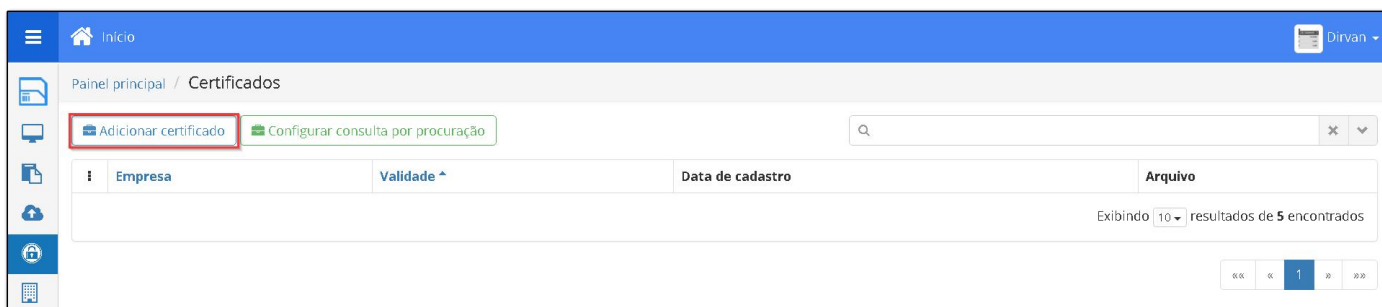 Início
Dirvan
Painel principal / Certificados
Adicionar certificado
Configurar consulta por procuração
Empresa Validade Data de cadastro Arquivo
Exibindo 10 resultados de 5 encontrados
«« « 1 » »»